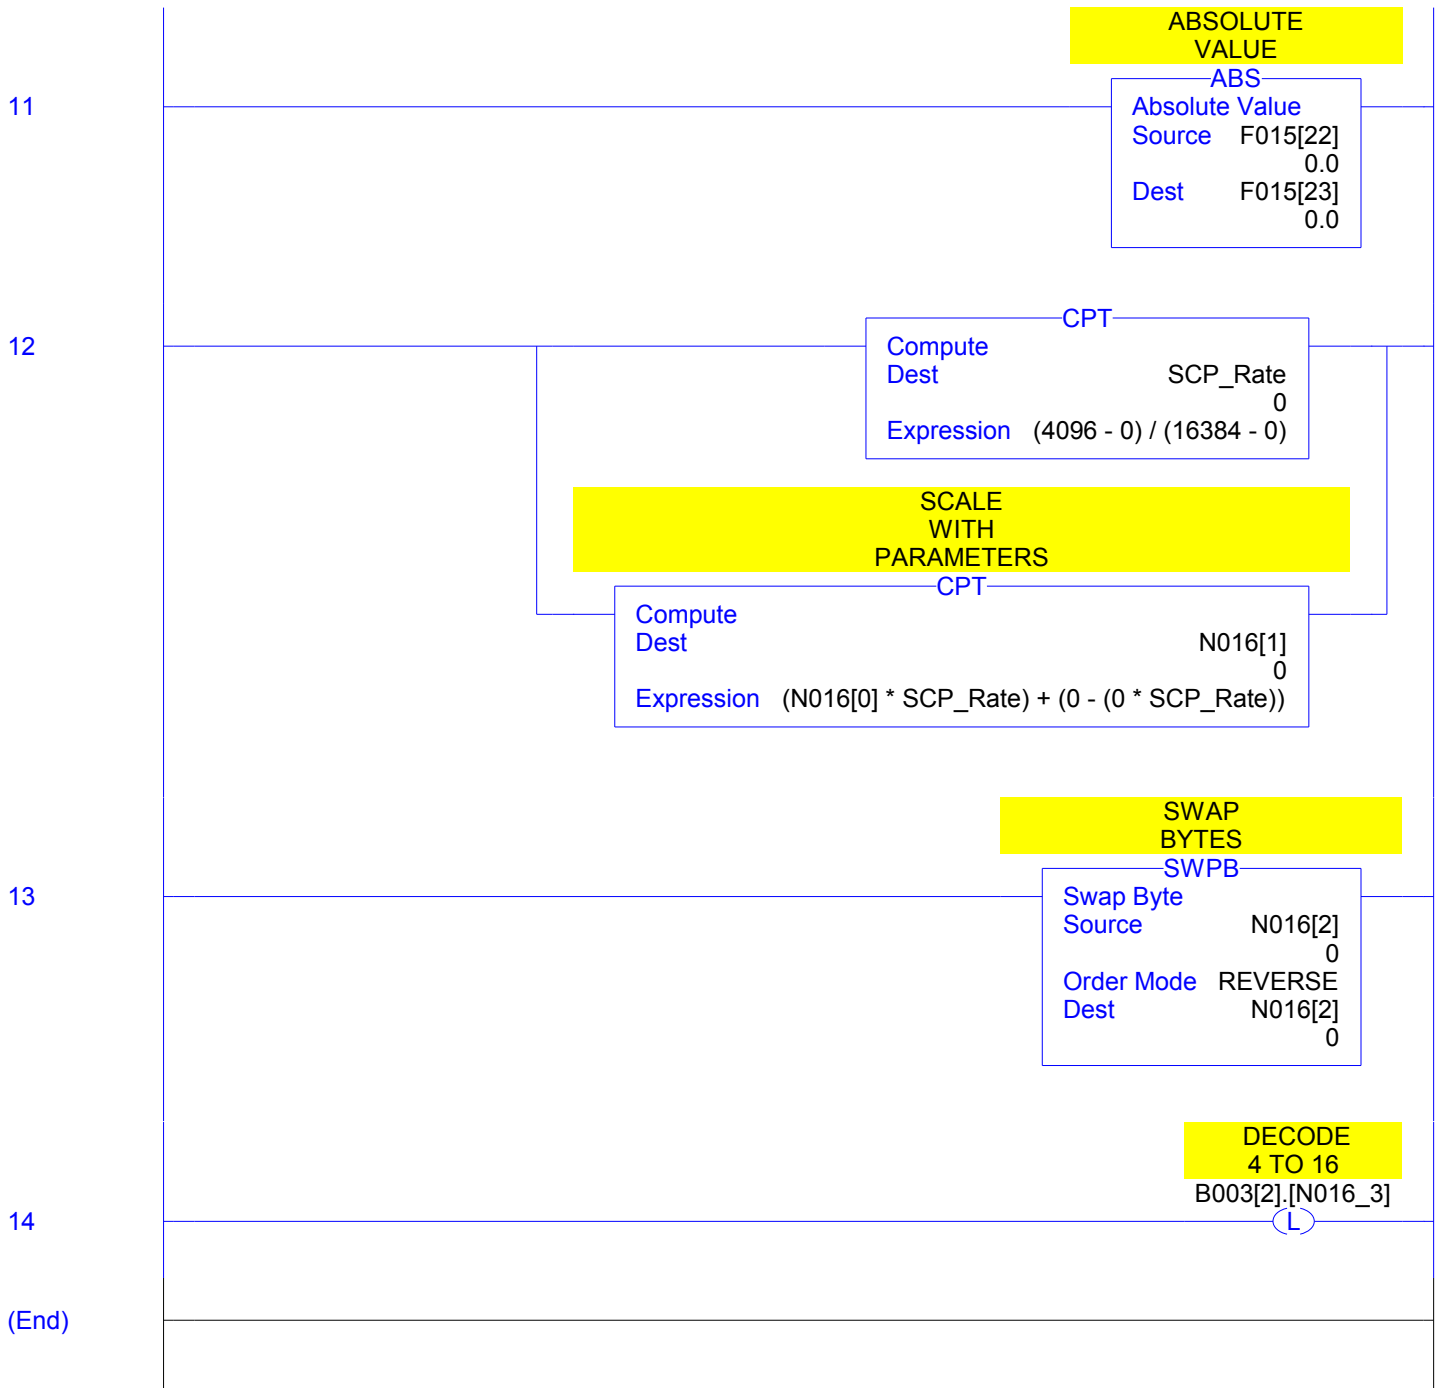 ABSOLUTE
VALUE
ABS
11
Absolute Value
Source F015[22]
0.0
Dest F015[23]
0.0
CPT
12
Compute
Dest SCP_Rate
0
Expression (4096 - 0) / (16384 - 0)
SCALE
WITH
PARAMETERS
CPT
Compute
Dest N016[1]
0
Expression (N016[0] * SCP_Rate) + (0 - (0 * SCP_Rate))
SWAP
BYTES
SWPB
13
Swap Byte
Source N016[2]
0
Order Mode REVERSE
Dest N016[2]
0
DECODE
4 TO 16
B003[2].[N016_3]
14
L
(End)